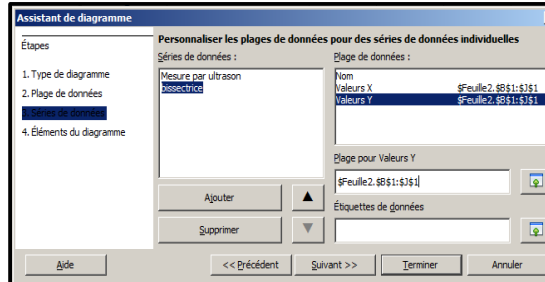 Assistant de diagramme
Étapes
1. Type de diagramme
2. Plage de données
3. Séries de données
4. Éléments du diagramme
Personnaliser les plages de données pour des séries de données individuelles
Séries de données :
Mesure par ultrason
bissectrice
Ajouter
Supprimer
Plage de données :
Nom
Valeurs X $Feuille2.$B$1:$J$1
Valeurs Y $Feuille2.$B$1:$J$1
Plage pour Valeurs Y
$Feuille2.$B$1:$J$1
Étiquettes de données
Aide
<< Précédent
Suivant >>
Terminer
Annuler